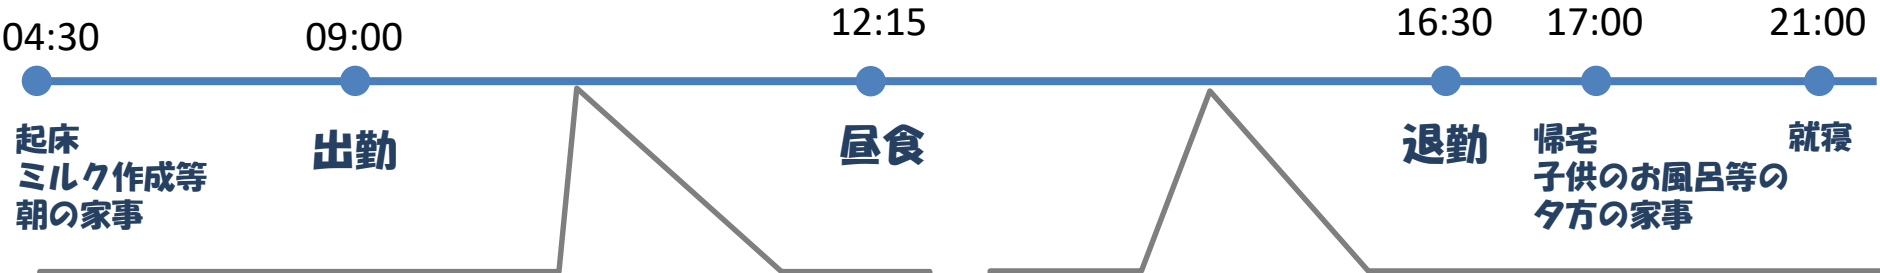 04:30
09:00
12:15
16:30
17:00
21:00
起床
ミルク作成等
朝の家事
出勤
昼食
退勤
帰宅
子供のお風呂等の
夕方の家事
就寝